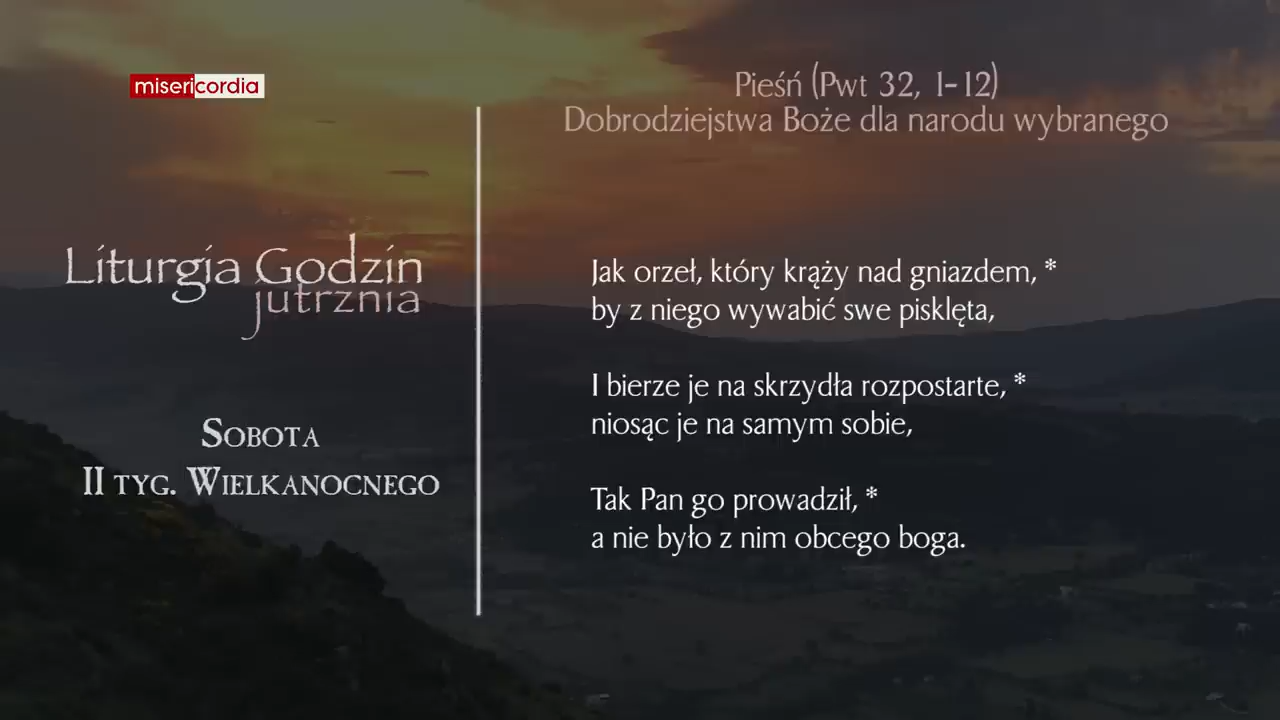 misericordia
Liturgia Godzin
jutrznia
Sobota
II tyg. Wielkanocnego
Pieśń (Pwt 32, 1-12)
Dobrodziejstwa Boże dla narodu wybranego
Jak orzeł, który krąży nad gniazdem, *
by z niego wywabić swe pisklęta,
I bierze je na skrzydła rozpostarte, *
niosąc je na samym sobie,
Tak Pan go prowadził, *
a nie było z nim obcego boga.